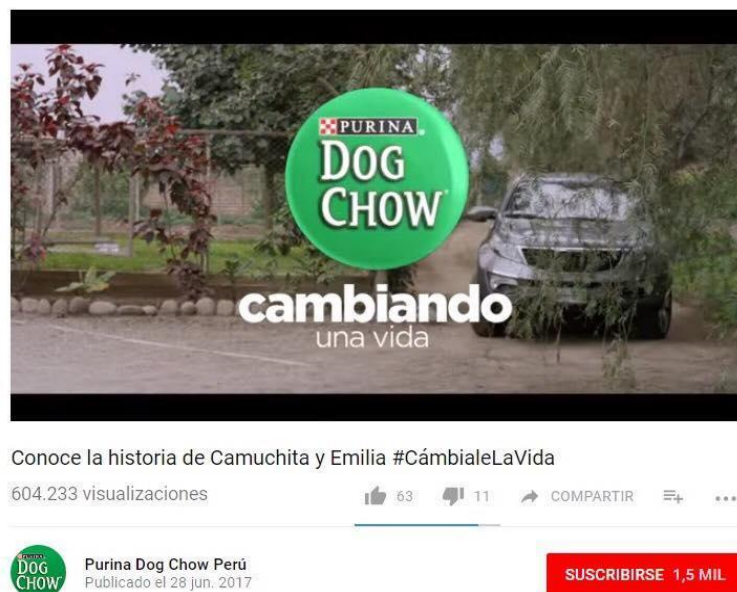 PURINA
DOG
CHOW
cambiando
una vida
Conoce la historia de Camuchita y Emilia #CámbialeLaVida
604.233 visualizaciones
63
11
COMPARTIR
DOG
CHOW
Purina Dog Chow Perú
Publicado el 28 jun. 2017
SUSCRIBIRSE 1,5 MIL